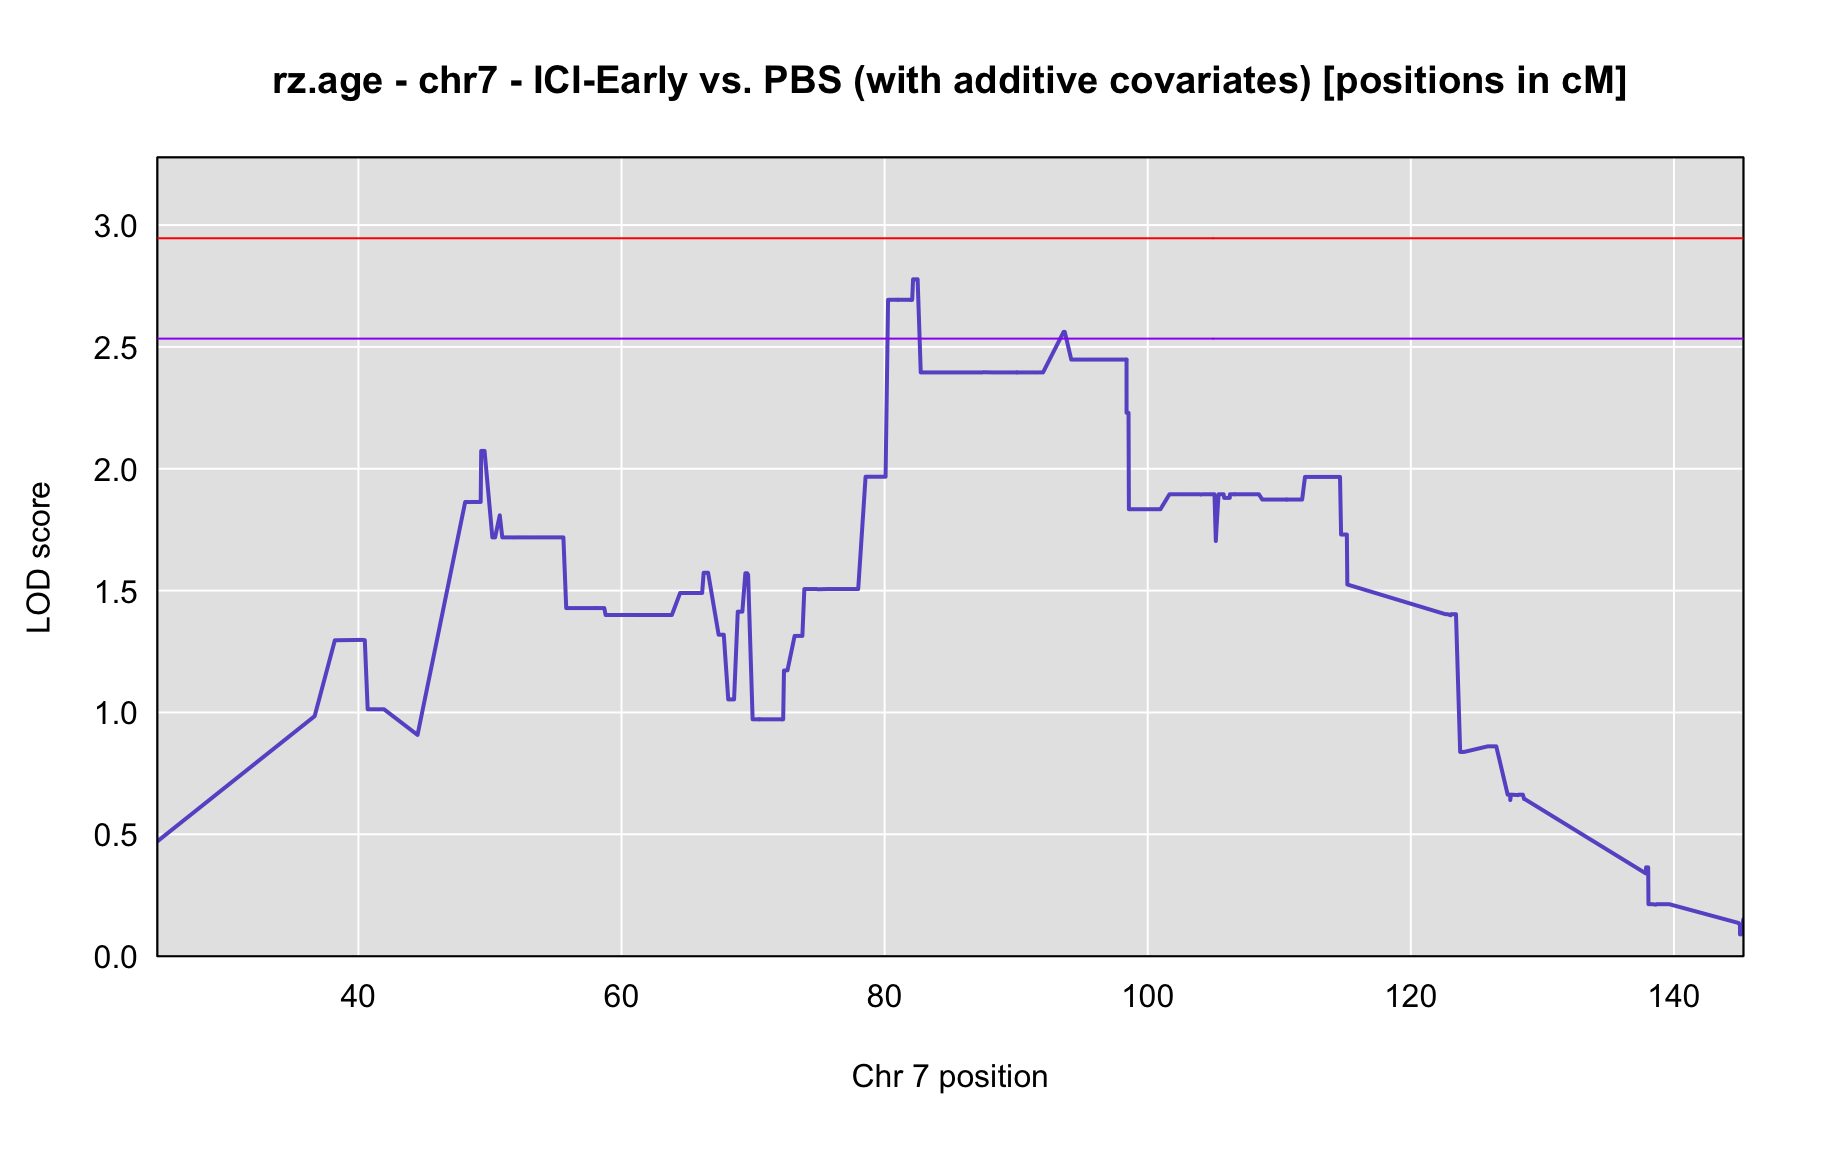 rz.age - chr7 - ICI-Early vs. PBS (with additive covariates) [positions in cM]
LOD score
3.0
2.5
2.0
1.5
1.0
0.5
0.0
40 60 80 100 120 140
Chr 7 position